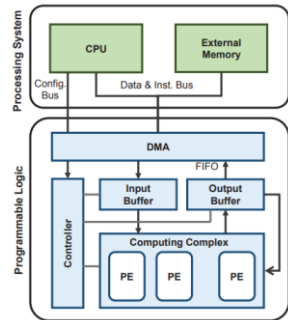 Processing System
CPU
External
Memory
Config.
Bus
Data & Inst. Bus
Programmable Logic
DMA
FIFO
Input
Buffer
Output
Buffer
Controller
Computing Complex
PE
PE
PE